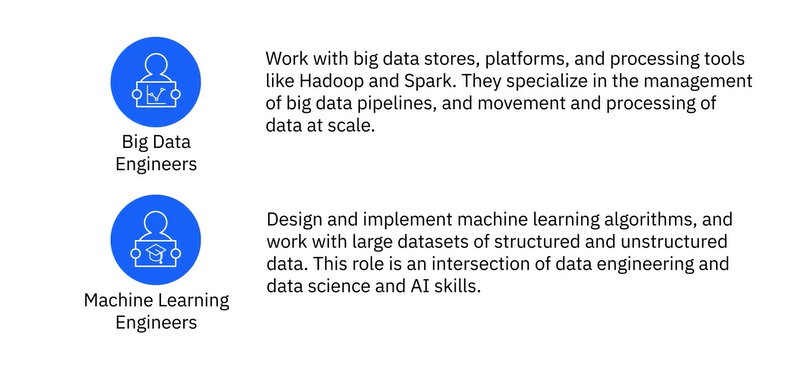 Big Data
Engineers
Work with big data stores, platforms, and processing tools
like Hadoop and Spark. They specialize in the management
of big data pipelines, and movement and processing of
data at scale.
Machine Learning
Engineers
Design and implement machine learning algorithms, and
work with large datasets of structured and unstructured
data. This role is an intersection of data engineering and
data science and AI skills.